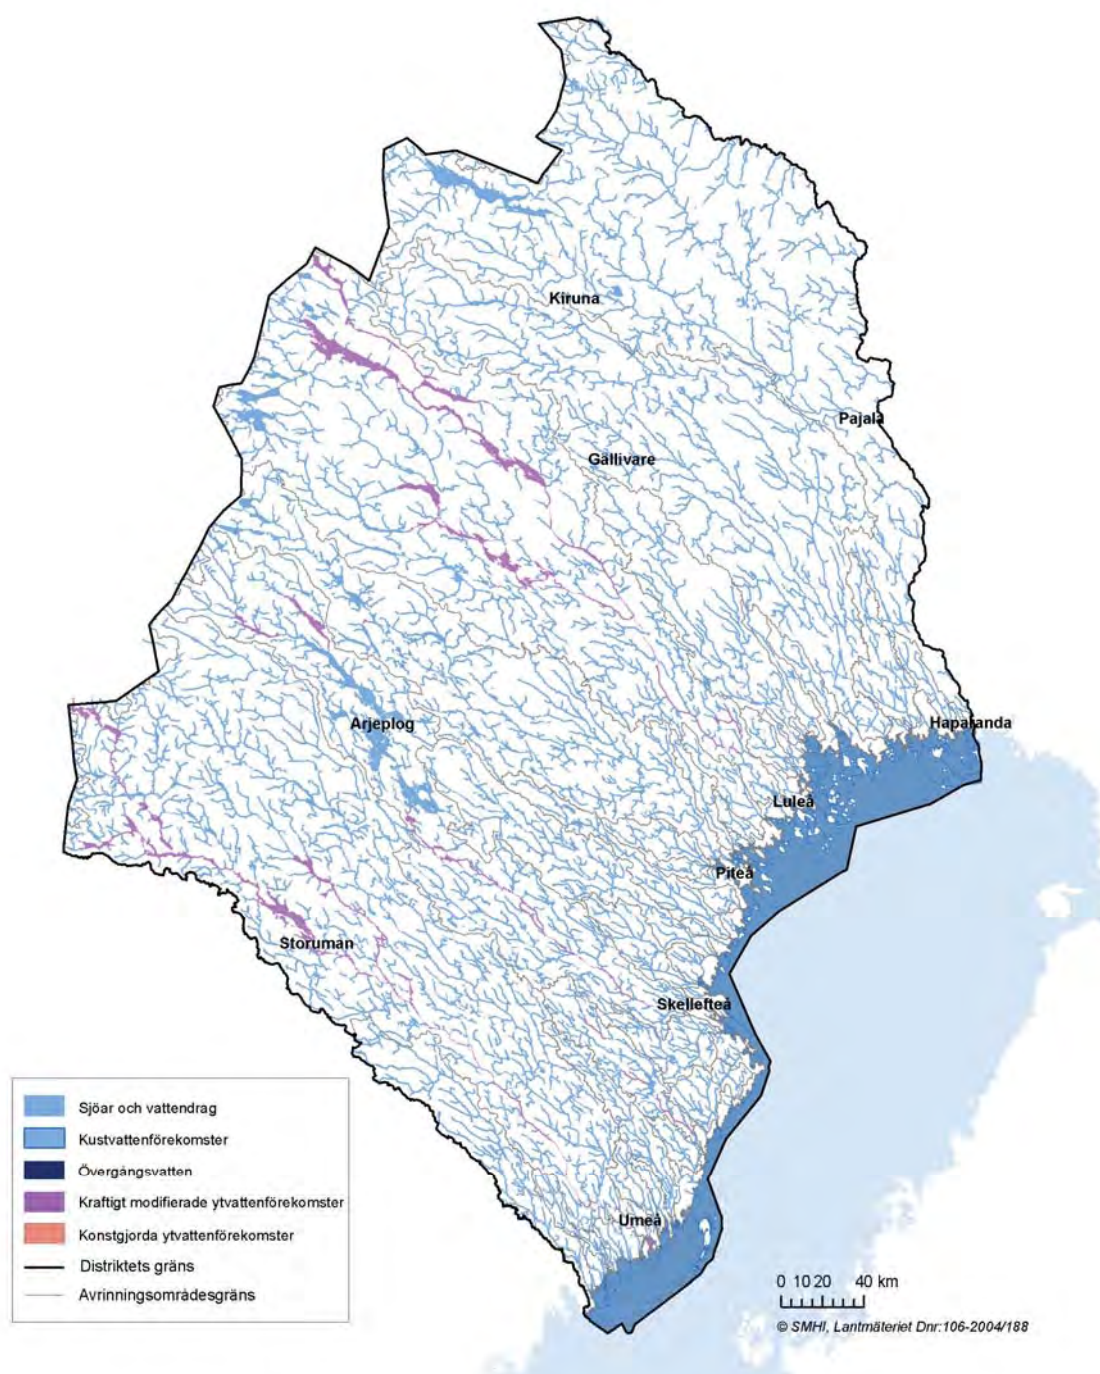 Kiruna
Pajala
Gällivare
Arjeplog
Haparanda
Luleå
Piteå
Storuman
Skellefteå
Umeå
Sjöar och vattendrag
Kustvattenförekomster
Övergångsvatten
Kraftigt modifierade ytvattenförekomster
Konstgjorda ytvattenförekomster
Distriktets gräns
Avrinningsområdesgräns
0 10 20 40 km
© SMHI, Lantmäteriet Dnr:106-2004/188